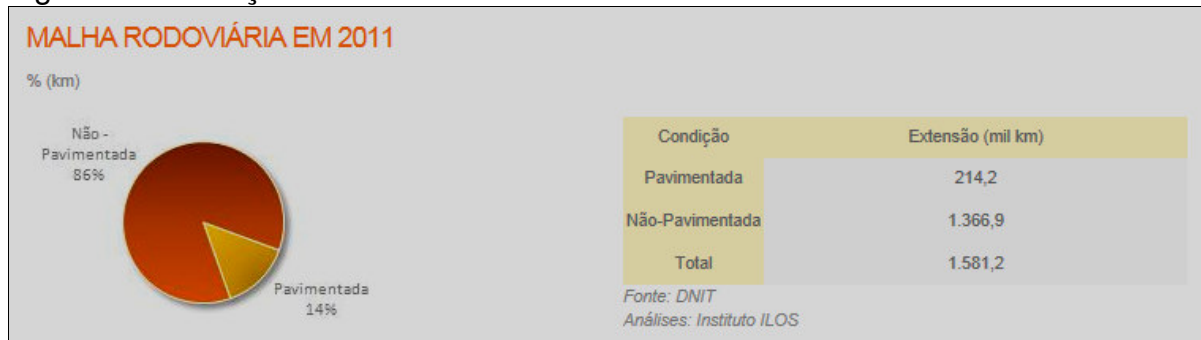 MALHA RODOVIÁRIA EM 2011
% (km)
Não -
Pavimentada
86%
Pavimentada
14%
Condição Extensão (mil km)
Pavimentada 214,2
Não-Pavimentada 1.366,9
Total 1.581,2
Fonte: DNIT
Análises: Instituto ILOS